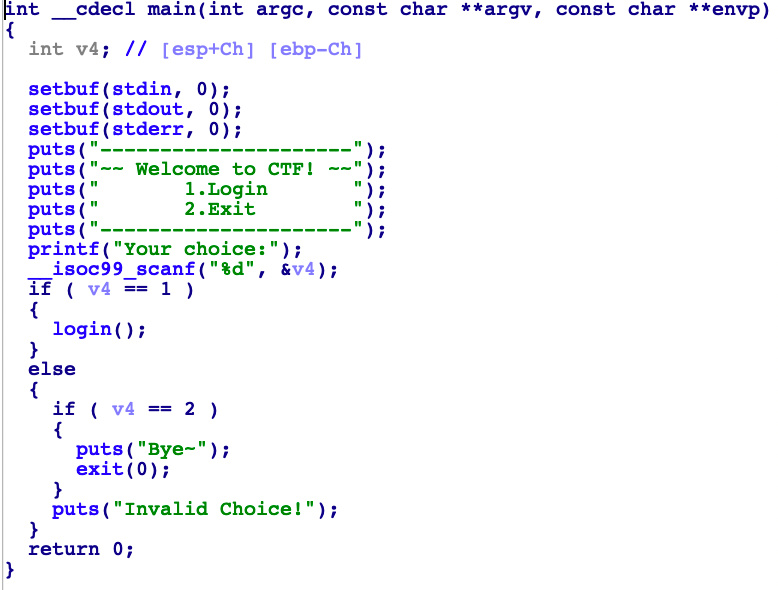 int __cdecl main(int argc, const char **argv, const char **envp)
{
  int v4; // [esp+Ch] [ebp-Ch]

  setbuf(stdin, 0);
  setbuf(stdout, 0);
  setbuf(stderr, 0);
  puts("---------------------");
  puts("~~ Welcome to CTF! ~~");
  puts("       1.Login       ");
  puts("       2.Exit        ");
  puts("---------------------");
  printf("Your choice:");
  __isoc99_scanf("%d", &v4);
  if ( v4 == 1 )
  {
    login();
  }
  else
  {
    if ( v4 == 2 )
    {
      puts("Bye~");
      exit(0);
    }
    puts("Invalid Choice!");
  }
  return 0;
}